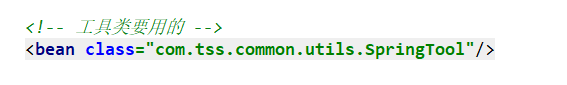 <!-- 工具类要用的 -->
<bean class="com.tss.common.utils.SpringTool"/>